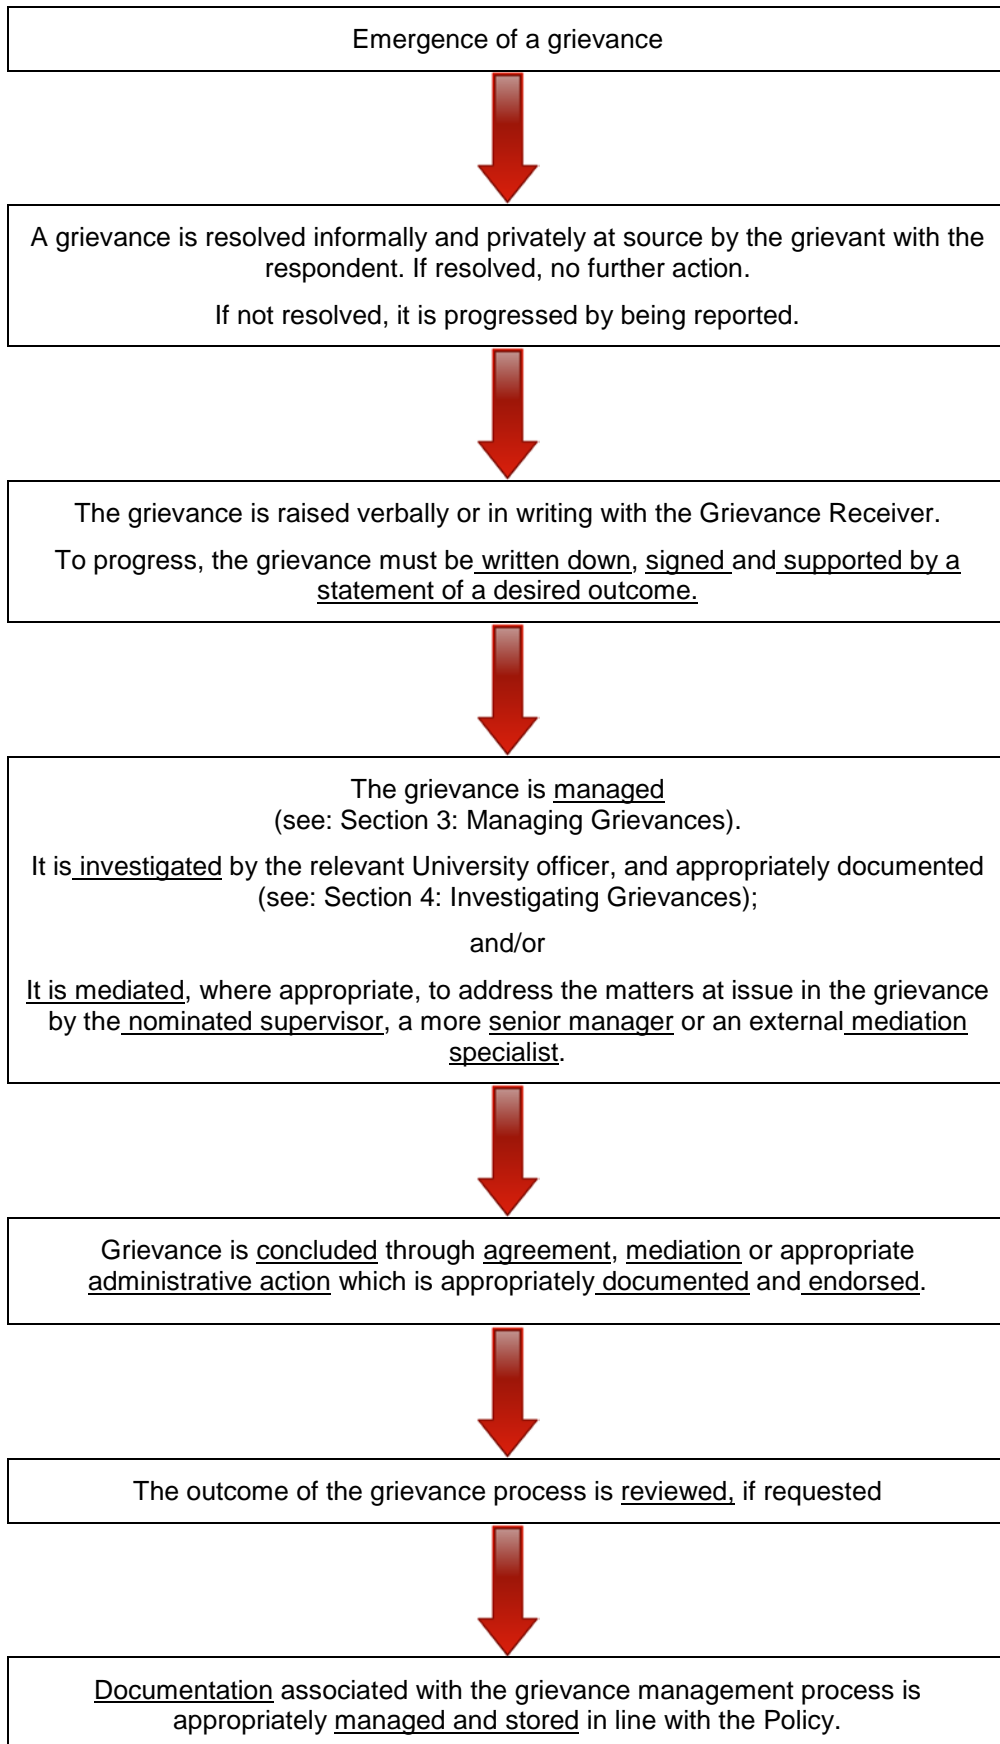 Emergence of a grievance
A grievance is resolved informally and privately at source by the grievant with the
respondent. If resolved, no further action.
If not resolved, it is progressed by being reported.
The grievance is raised verbally or in writing with the Grievance Receiver.
To progress, the grievance must be written down, signed and supported by a
statement of a desired outcome.
The grievance is managed
(see: Section 3: Managing Grievances).
It is investigated by the relevant University officer, and appropriately documented
(see: Section 4: Investigating Grievances);
and/or
It is mediated, where appropriate, to address the matters at issue in the grievance
by the nominated supervisor, a more senior manager or an external mediation
specialist.
Grievance is concluded through agreement, mediation or appropriate
administrative action which is appropriately documented and endorsed.
The outcome of the grievance process is reviewed, if requested
Documentation associated with the grievance management process is
appropriately managed and stored in line with the Policy.